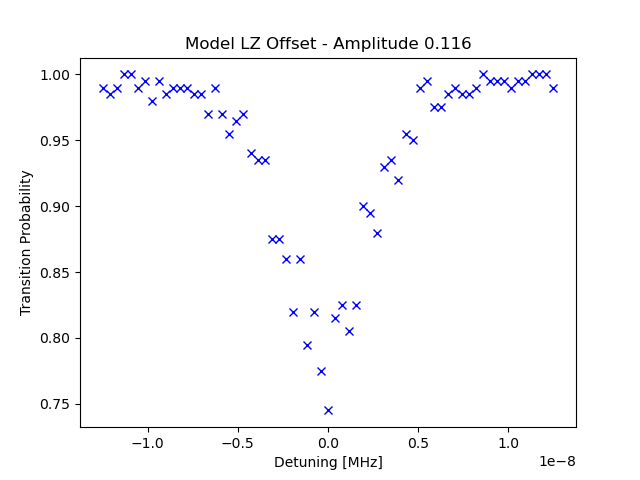 Model LZ Offset - Amplitude 0.116
1.00
0.95
0.90
0.85
0.80
0.75
Transition Probability
−1.0 −0.5 0.0 0.5 1.0
1e−8
Detuning [MHz]